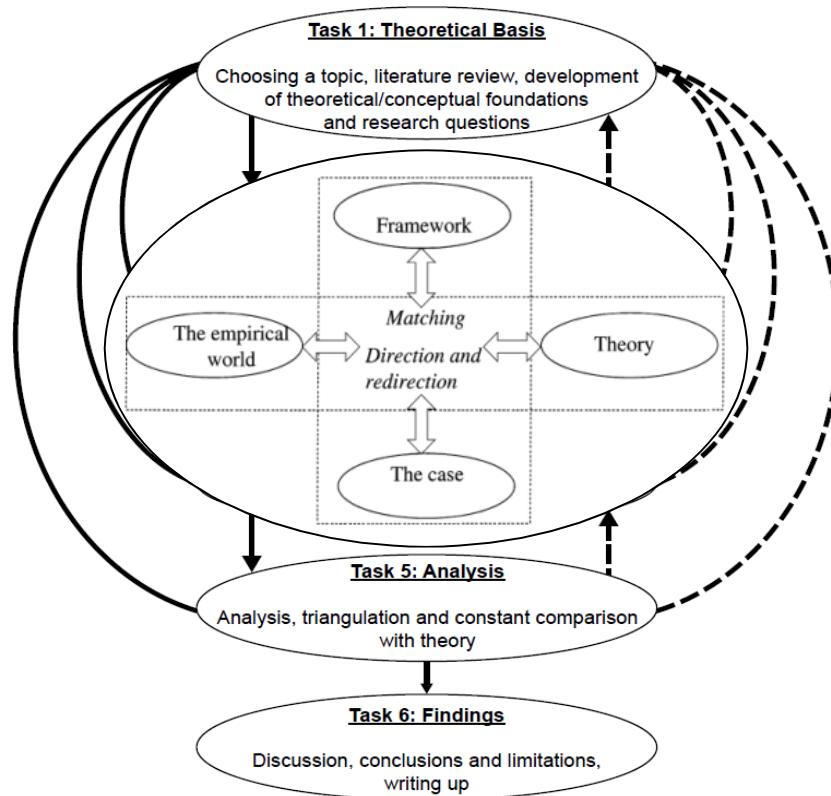 Task 1: Theoretical Basis
Choosing a topic, literature review, development
of theoretical/conceptual foundations
and research questions
Framework
Matching
The empirical
world
Direction and
redirection
Theory
The case
Task 5: Analysis
Analysis, triangulation and constant comparison
with theory
Task 6: Findings
Discussion, conclusions and limitations,
writing up